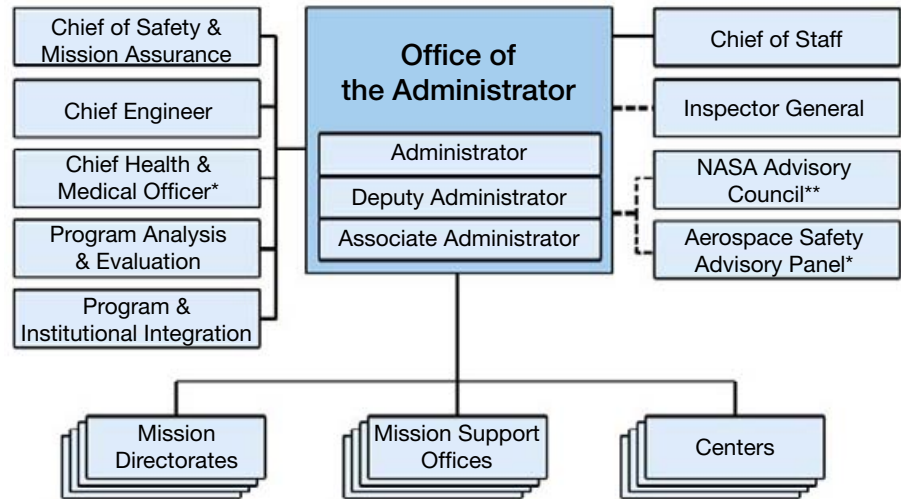 Chief of Safety &
Mission Assurance
Chief Engineer
Chief Health &
Medical Officer*
Program Analysis
& Evaluation
Program &
Institutional Integration
Office of
the Administrator
Administrator
Deputy Administrator
Associate Administrator
Chief of Staff
Inspector General
NASA Advisory
Council**
Aerospace Safety
Advisory Panel*
Mission
Directorates
Mission Support
Offices
Centers